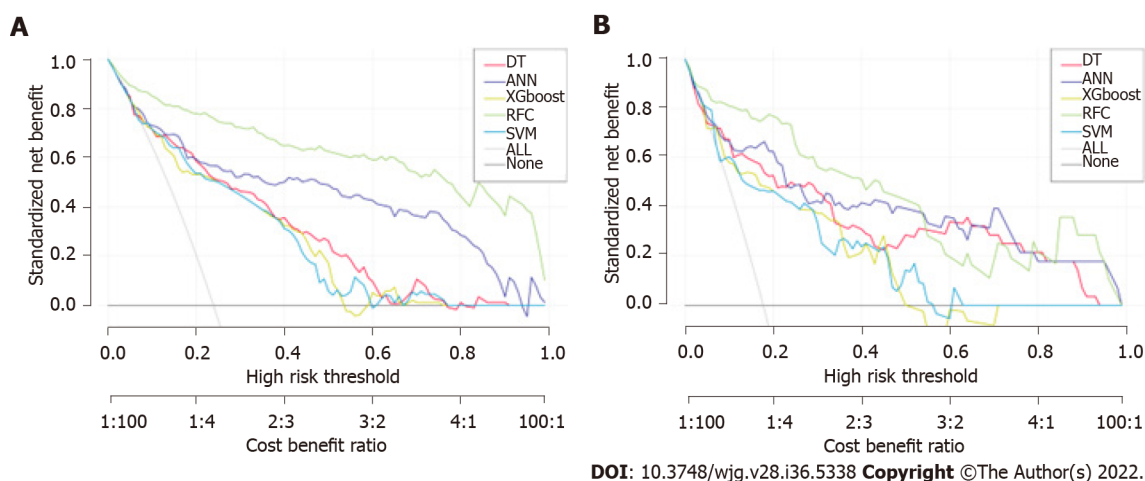 A
Standardized net benefit
1.0
0.8
0.6
0.4
0.2
0.0
DT
ANN
XGboost
RFC
SVM
ALL
None
0.0 0.2 0.4 0.6 0.8 1.0
High risk threshold
1:100 1:4 2:3 3:2 4:1 100:1
Cost benefit ratio
B
Standardized net benefit
1.0
0.8
0.6
0.4
0.2
0.0
DT
ANN
XGboost
RFC
SVM
ALL
None
0.0 0.2 0.4 0.6 0.8 1.0
High risk threshold
1:100 1:4 2:3 3:2 4:1 100:1
Cost benefit ratio
DOI: 10.3748/wjg.v28.i36.5338 Copyright ©The Author(s) 2022.